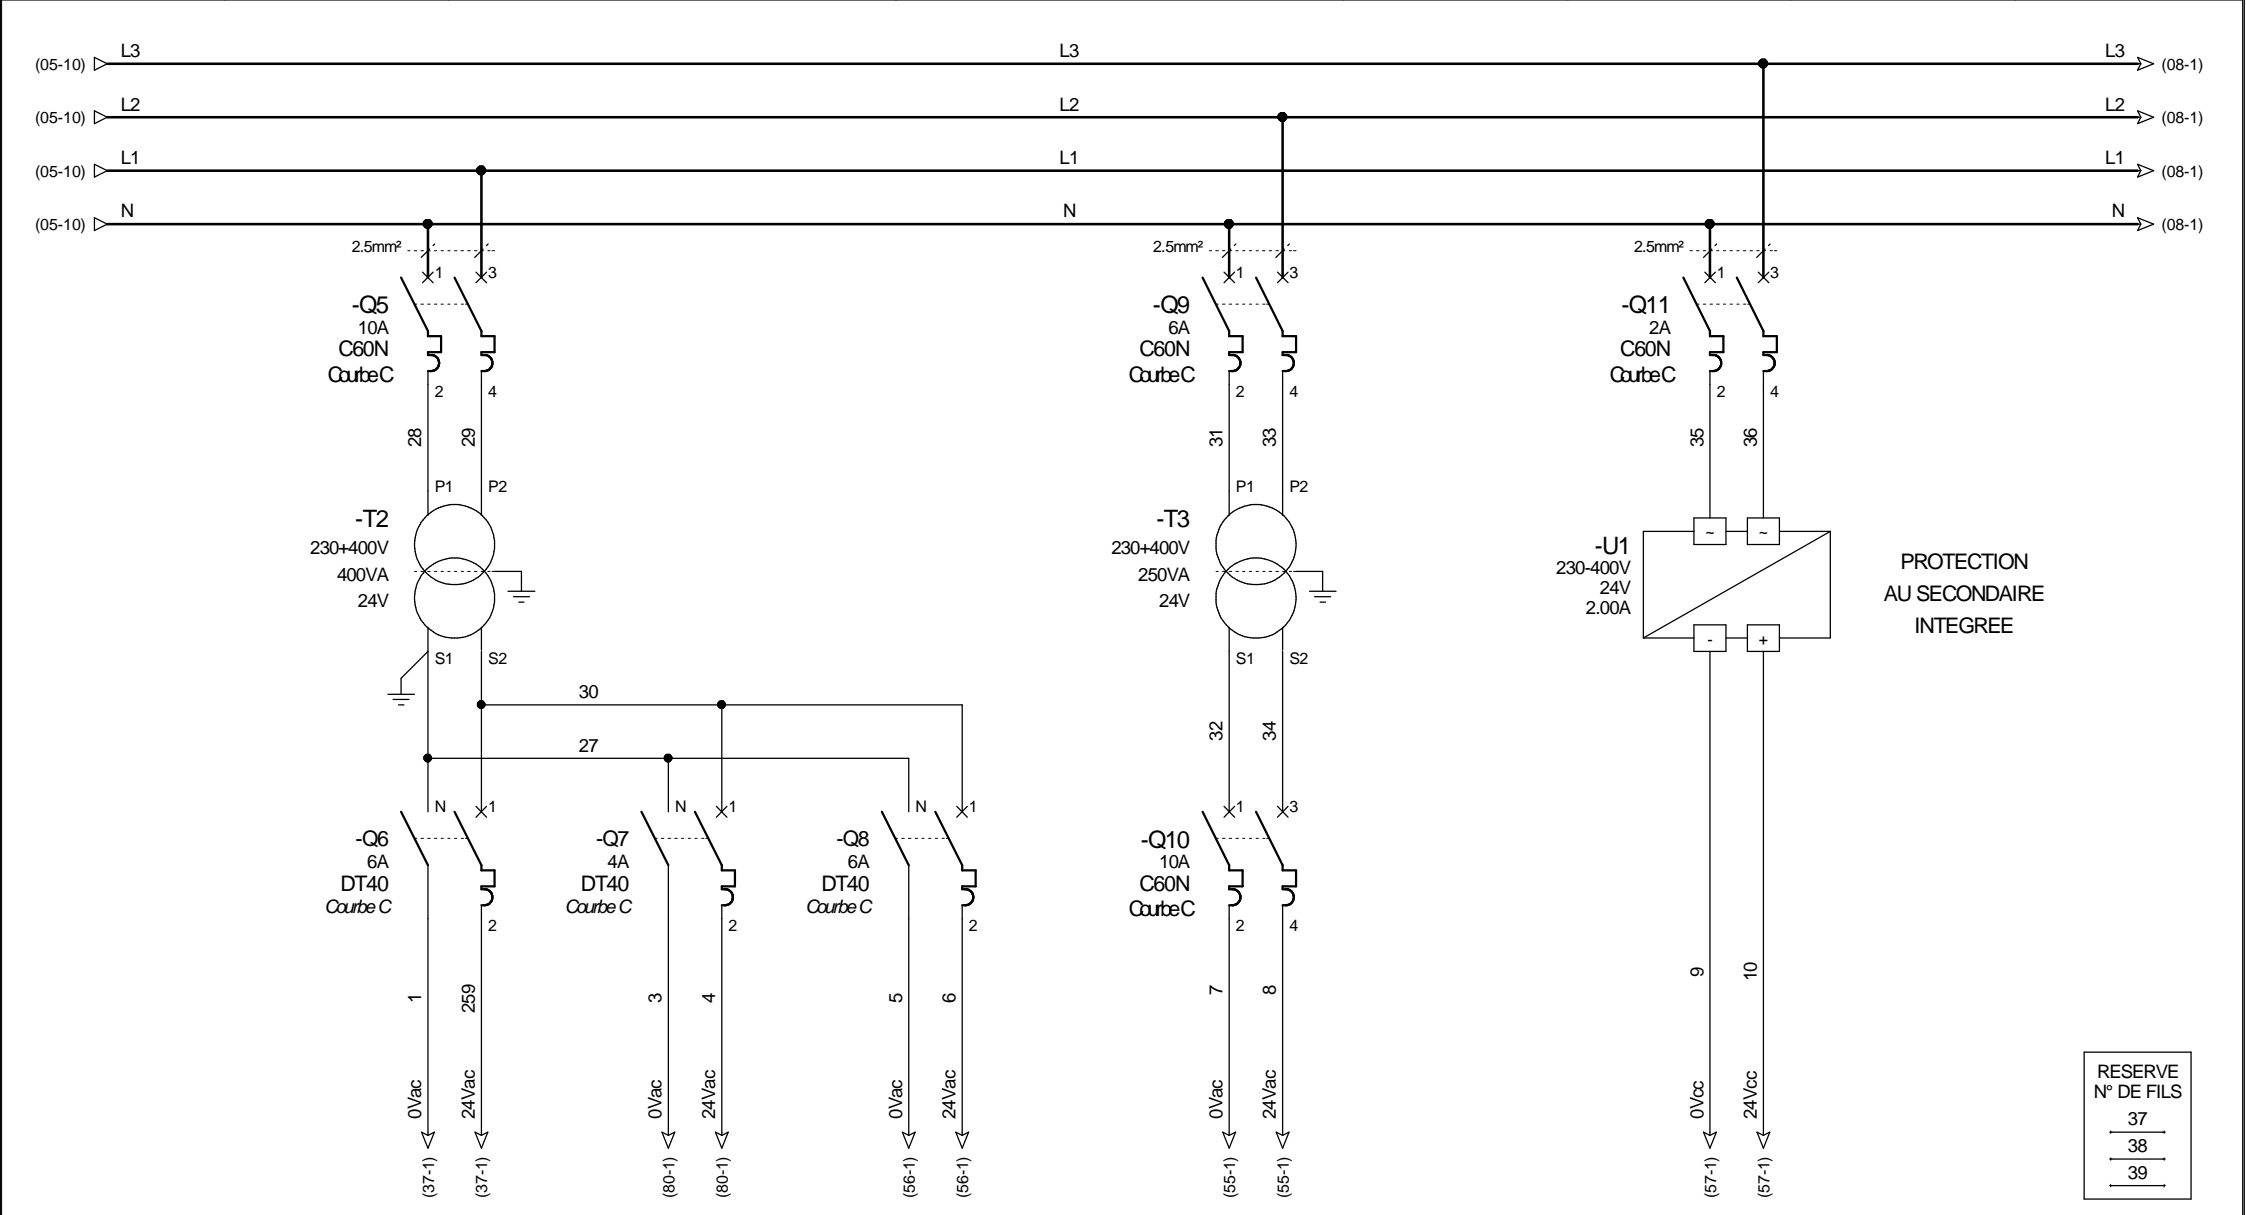 (05-10) L3 L3 L3 (08-1)
(05-10) L2 L2 L2 (08-1)
(05-10) L1 L1 L1 (08-1)
(05-10) N N N (08-1)
2.5mm² 2.5mm² 2.5mm²
1 3 1 3 1 3
-Q5
10A
C60N
Courbe C
2 4
-Q9
6A
C60N
Courbe C
2 4
-Q11
2A
C60N
Courbe C
2 4
28 29 31 33 35 36
P1 P2 P1 P2
-T2
230+400V
400VA
24V
-T3
230+400V
250VA
24V
-U1
230-400V
24V
2.00A
~ ~
- +
PROTECTION
AU SECONDAIRE
INTEGREE
S1 S2 S1 S2
30
27
32 34
N 1 N 1 N 1 1 3
-Q6
6A
DT40
Courbe C
2
-Q7
4A
DT40
Courbe C
2
-Q8
6A
DT40
Courbe C
2
-Q10
10A
C60N
Courbe C
2 4
1 259 3 4 5 6 7 8 9 10
0Vac 24Vac 0Vac 24Vac 0Vac 24Vac 0Vac 24Vac 0Vcc 24Vcc
(37-1) (37-1) (80-1) (80-1) (56-1) (56-1) (55-1) (55-1) (57-1) (57-1)
RESERVE
N° DE FILS
37
38
39